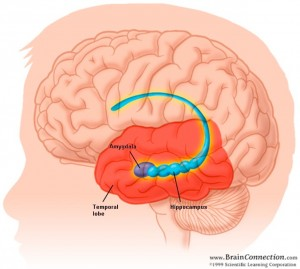 Amygdala
Temporal
lobe
Hippocampus
www.BrainConnection.com
©1999 Scientific Learning Corporation